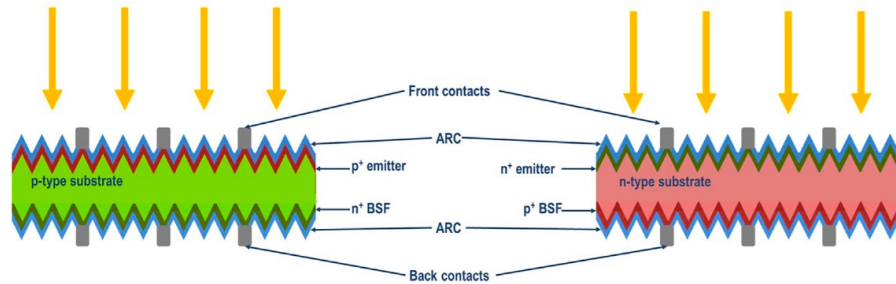 Front contacts
ARC
p+ emitter
n+ emitter
p-type substrate
n-type substrate
n+ BSF
p+ BSF
ARC
Back contacts